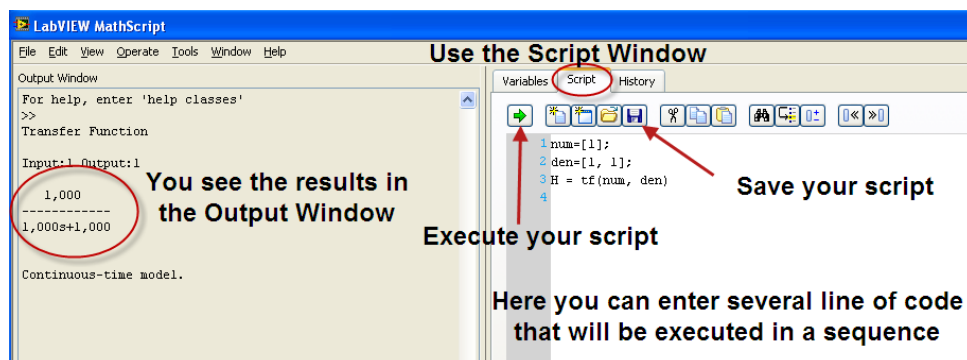 LabVIEW MathScript
File Edit View Operate Tools Window Help
Use the Script Window
Output Window
For help, enter 'help classes'
>>
Transfer Function
Input:1 Output:1
1,000
------------
1,000s+1,000
Continuous-time model.
You see the results in
the Output Window
Variables Script History
1 num=[1];
2 den=[1, 1];
3 H = tf(num, den)
4
Save your script
Execute your script
Here you can enter several line of code
that will be executed in a sequence